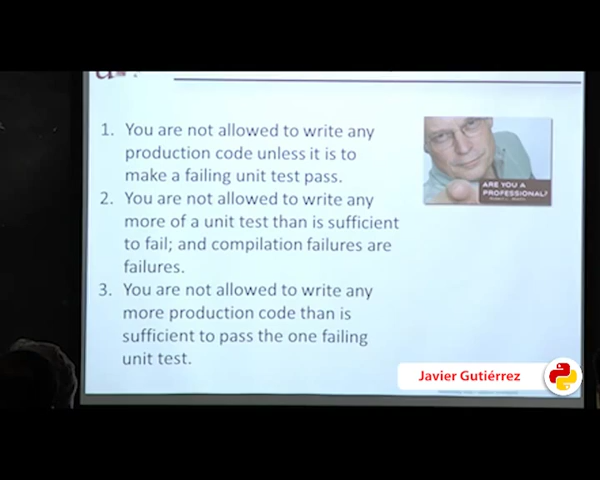 1. You are not allowed to write any
production code unless it is to
make a failing unit test pass.
2. You are not allowed to write any
more of a unit test than is sufficient
to fail; and compilation failures are
failures.
3. You are not allowed to write any
more production code than is
sufficient to pass the one failing
unit test.
ARE YOU A
PROFESSIONAL?
Javier Gutiérrez